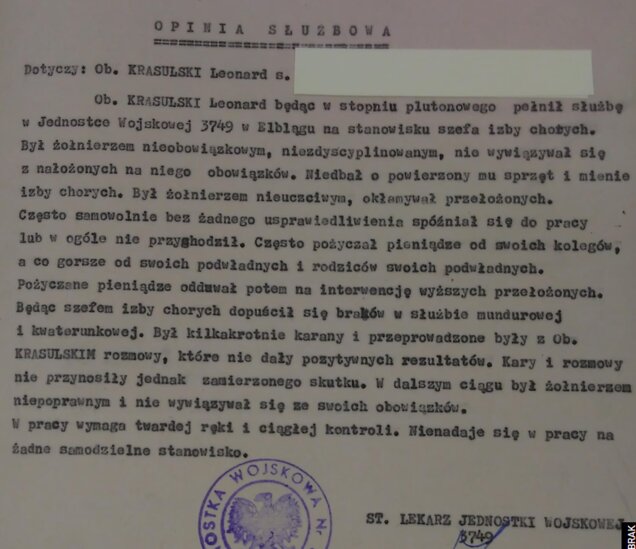 OPINIA SŁUŻBOWA
Dotyczy: Ob. KRASULSKI Leonard s.
Ob. KRASULSKI Leonard będąc w stopniu plutonowego pełnił służbę
w Jednostce Wojskowej 3749 w Elblągu na stanowisku szefa izby chorych.
Był żołnierzem nieobowiązkowym, niezdyscyplinowanym, nie wywiązywał się
z nałożonych na niego obowiązków. Niedbał o powierzony mu sprzęt i mienie
izby chorych. Był żołnierzem nieuczciwym, okłamywał przełożonych.
Często samowolnie bez żadnego usprawiedliwienia spóźniał się do pracy
lub w ogóle nie przyghodził. Często pożyczał pieniądze od swoich kolegów,
a co gorsze od swoich podwładnych i rodziców swoich podwładnych.
Pożyczane pieniądze oddawał potem na interwencję wyższych przełożonych.
Będąc szefem izby chorych dopuścił się braków w służbie mundurowej
i kwaterunkowej. Był kilkakrotnie karany i przeprowadzone były z Ob.
KRASULSKIM rozmowy, które nie dały pozytywnych rezultatów. Kary i rozmowy
nie przynosiły jednak zamierzonego skutku. W dalszym ciągu był żołnierzem
niepoprawnym i nie wywiązywał się ze swoich obowiązków.
W pracy wymaga twardej ręki i ciągłej kontroli. Nienadaje się w pracy na
żadne samodzielne stanowisko.
NOSTKA WOJSKOWA Nr
ST. LEKARZ JEDNOSTKI WOJSKOWEJ
3749
BRAK